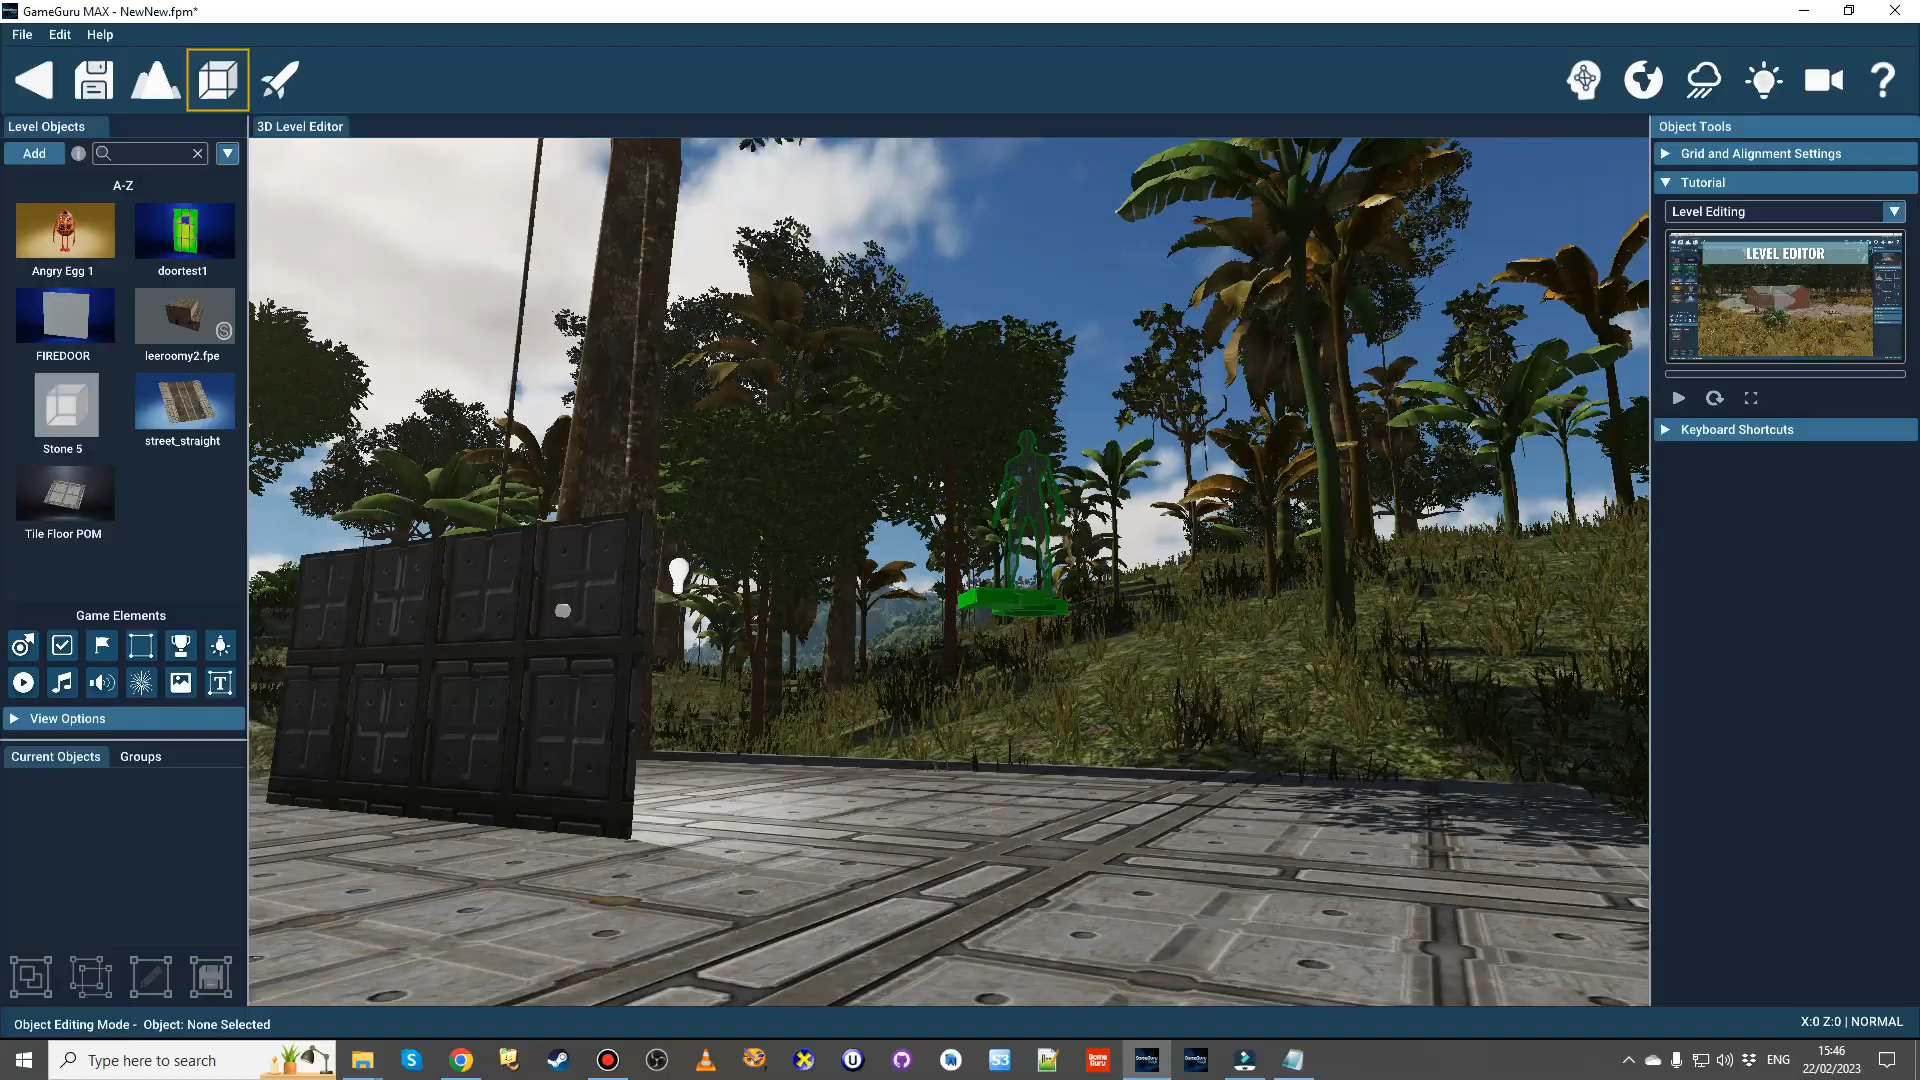 GameGuru MAX - NewNew.fpm*
File Edit Help
Level Objects
3D Level Editor
Object Tools
Add
Grid and Alignment Settings
A-Z
Tutorial
Level Editing
LEVEL EDITOR
Angry Egg 1
doortest1
FIREDOOR
leeroomy2.fpe
Stone 5
street_straight
Keyboard Shortcuts
Tile Floor POM
Game Elements
View Options
Current Objects
Groups
Object Editing Mode - Object: None Selected
X:0 Z:0 | NORMAL
Type here to search
ENG
15:46
22/02/2023